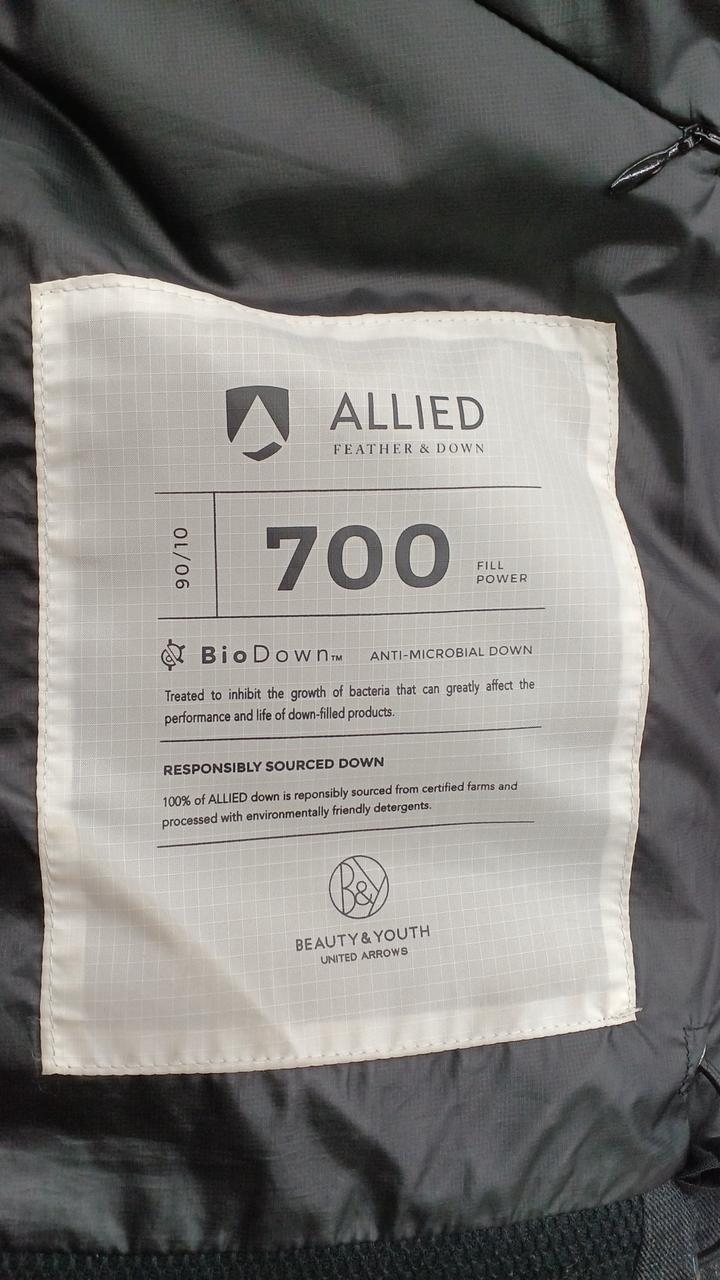 ALLIED
FEATHER & DOWN
90/10
700
FILL
POWER
BioDown™ ANTI-MICROBIAL DOWN
Treated to inhibit the growth of bacteria that can greatly affect the
performance and life of down-filled products.
RESPONSIBLY SOURCED DOWN
100% of ALLIED down is reponsibly sourced from certified farms and
processed with environmentally friendly detergents.
B&Y
BEAUTY&YOUTH
UNITED ARROWS